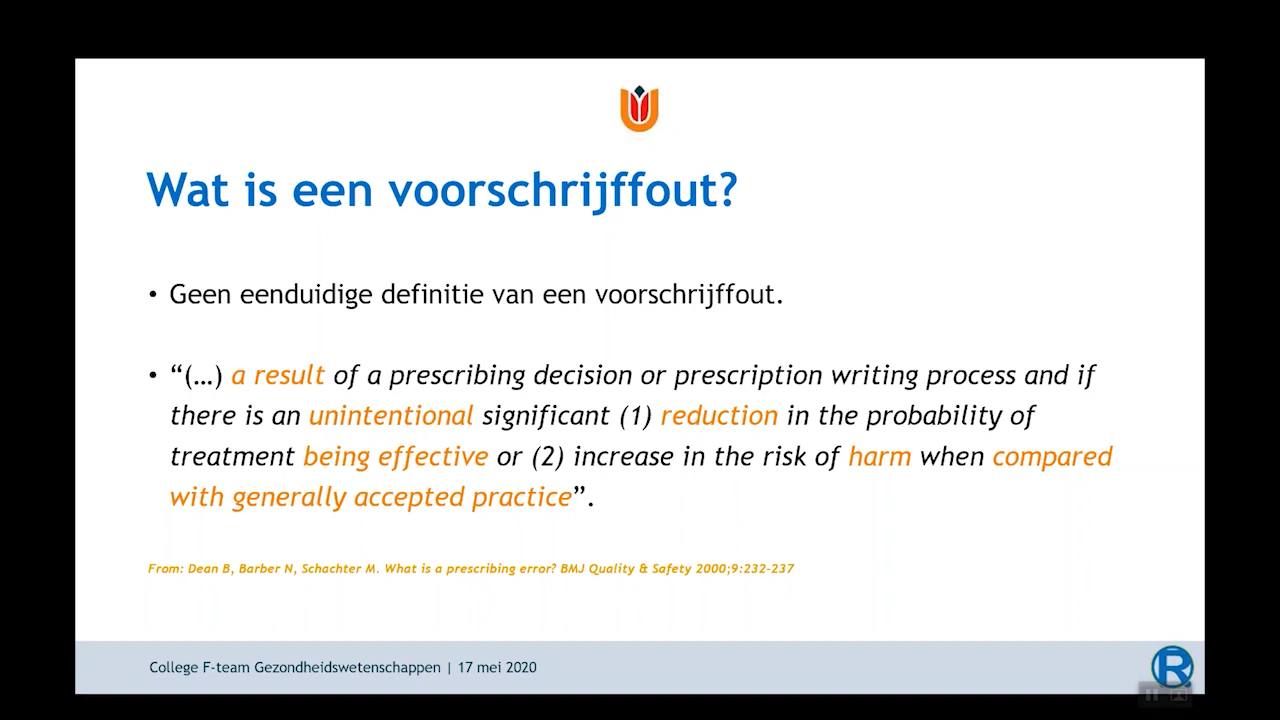 Wat is een voorschrijffout?
• Geen eenduidige definitie van een voorschrijffout.
• “(…) a result of a prescribing decision or prescription writing process and if
there is an unintentional significant (1) reduction in the probability of
treatment being effective or (2) increase in the risk of harm when compared
with generally accepted practice”.
From: Dean B, Barber N, Schachter M. What is a prescribing error? BMJ Quality & Safety 2000;9:232-237
College F-team Gezondheidswetenschappen | 17 mei 2020
R